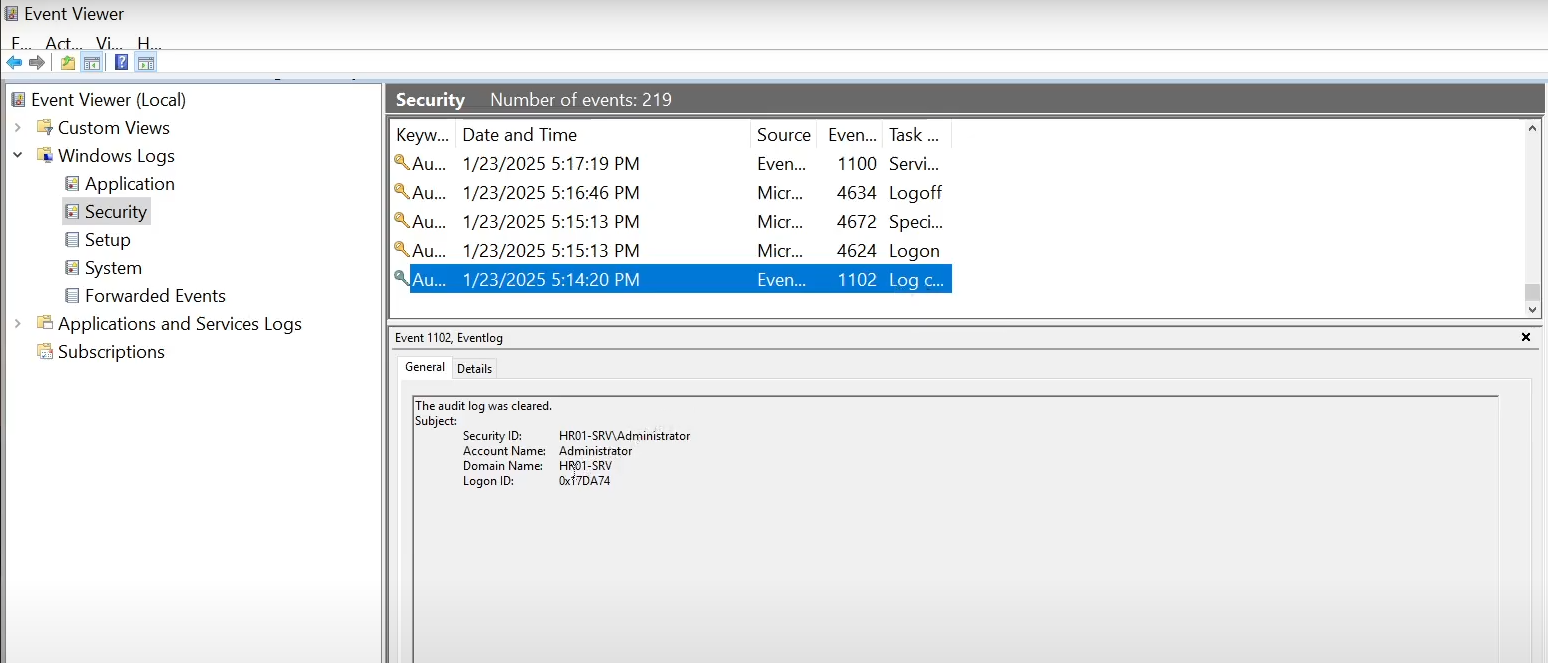 Event Viewer
F... Act... Vi... H...
Event Viewer (Local)
Custom Views
Windows Logs
Application
Security
Setup
System
Forwarded Events
Applications and Services Logs
Subscriptions
Security Number of events: 219
Keyw... Date and Time Source Even... Task ...
Au... 1/23/2025 5:17:19 PM Even... 1100 Servi...
Au... 1/23/2025 5:16:46 PM Micr... 4634 Logoff
Au... 1/23/2025 5:15:13 PM Micr... 4672 Speci...
Au... 1/23/2025 5:15:13 PM Micr... 4624 Logon
Au... 1/23/2025 5:14:20 PM Even... 1102 Log c...
Event 1102, Eventlog
General Details
The audit log was cleared.
Subject:
Security ID: HR01-SRV\Administrator
Account Name: Administrator
Domain Name: HR01-SRV
Logon ID: 0x17DA74